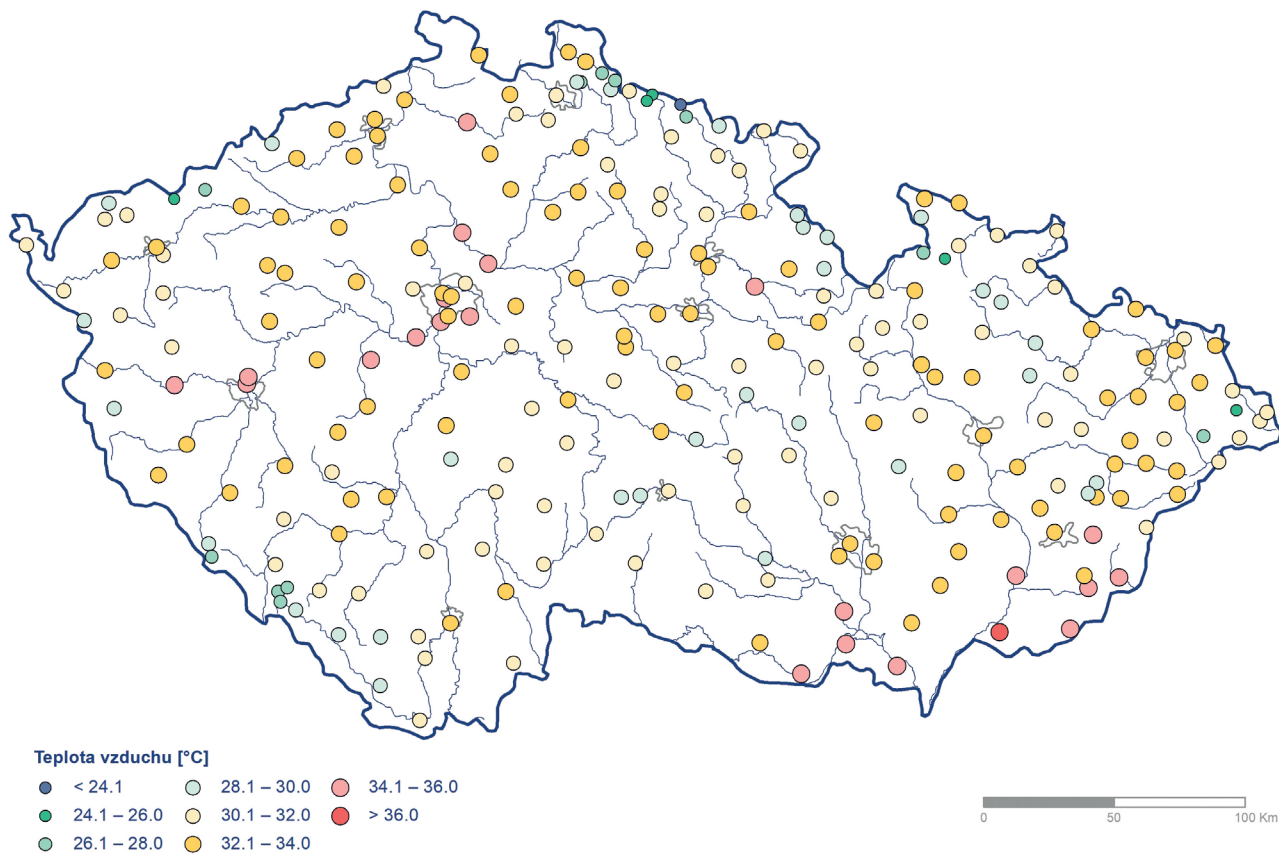 Teplota vzduchu [°C]
< 24.1
24.1 – 26.0
26.1 – 28.0
28.1 – 30.0
30.1 – 32.0
32.1 – 34.0
34.1 – 36.0
> 36.0
0 50 100 Km